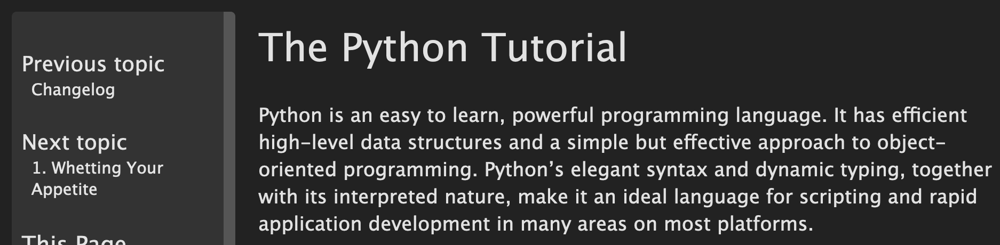 Previous topic
Changelog
Next topic
1. Whetting Your
Appetite
This Page
The Python Tutorial
Python is an easy to learn, powerful programming language. It has efficient
high-level data structures and a simple but effective approach to object-
oriented programming. Python’s elegant syntax and dynamic typing, together
with its interpreted nature, make it an ideal language for scripting and rapid
application development in many areas on most platforms.